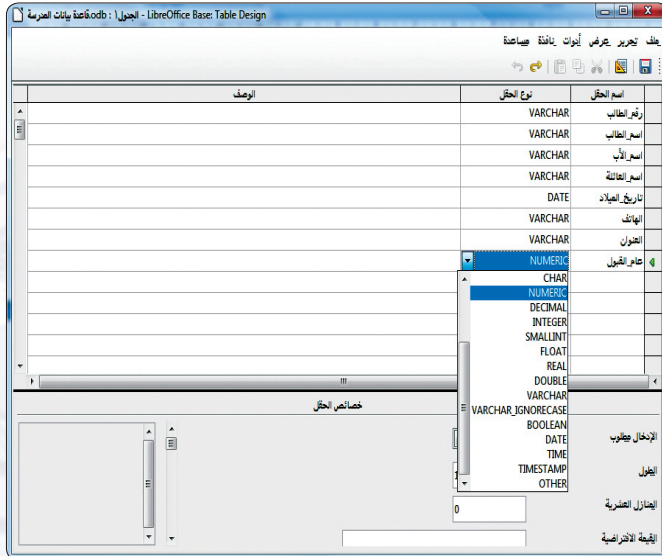 قاعدة بيانات المدرسة.odb : الجدول١ - LibreOffice Base: Table Design
ملف تحرير عرض أدوات نافذة مساعدة
اسم الحقل نوع الحقل الوصف
رقم_الطالب VARCHAR
اسم_الطالب VARCHAR
اسم_الأب VARCHAR
اسم_العائلة VARCHAR
تاريخ_الميلاد DATE
الهاتف VARCHAR
العنوان VARCHAR
عام_القبول NUMERIC
CHAR
NUMERIC
DECIMAL
INTEGER
SMALLINT
FLOAT
REAL
DOUBLE
VARCHAR
VARCHAR_IGNORECASE
BOOLEAN
DATE
TIME
TIMESTAMP
OTHER
خصائص الحقل
الإدخال مطلوب
الطول 1
المنازل العشرية 0
القيمة الافتراضية